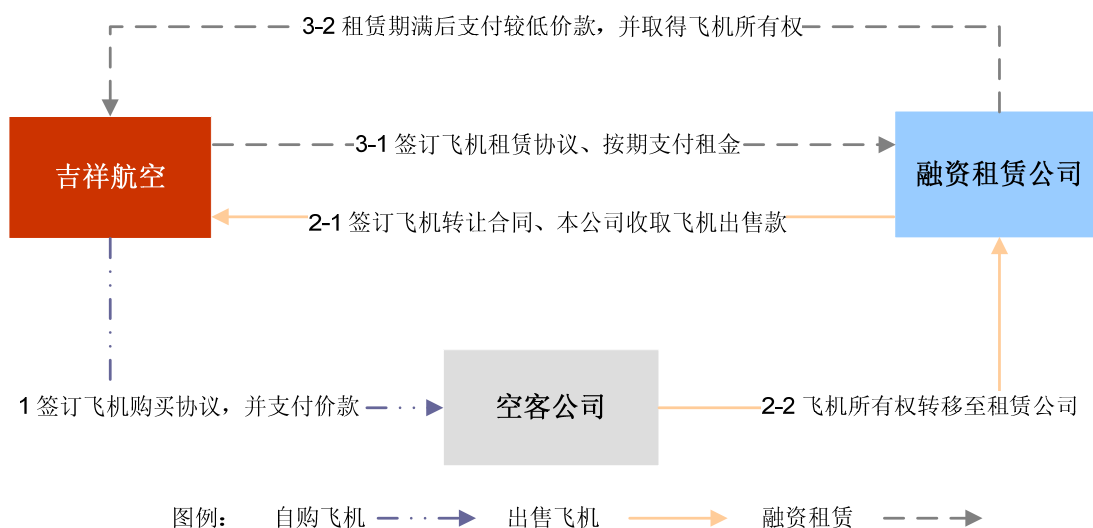 3-2 租赁期满后支付较低价款，并取得飞机所有权
吉祥航空
3-1 签订飞机租赁协议、按期支付租金
融资租赁公司
2-1 签订飞机转让合同、本公司收取飞机出售款
1 签订飞机购买协议，并支付价款
空客公司
2-2 飞机所有权转移至租赁公司
图例： 自购飞机 出售飞机 融资租赁